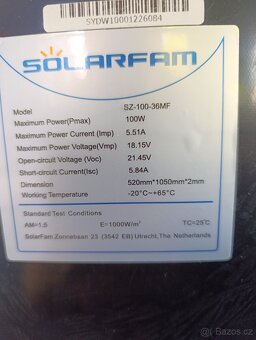 SYDW10001226084
SOLARFAM
Model SZ-100-36MF
Maximum Power(Pmax) 100W
Maximum Power Current (Imp) 5.51A
Maximum Power Voltage(Vmp) 18.15V
Open-circuit Voltage (Voc) 21.45V
Short-circuit Current(Isc) 5.84A
Dimension 520mm*1050mm*2mm
Working Temperature -20°C~+65°C
Standard Test Conditions
AM=1.5 E=1000W/m² TC=25°C
SolarFam Zonnebaan 23 (3542 EB) Utrecht, The Netherlands
Bazoš.cz